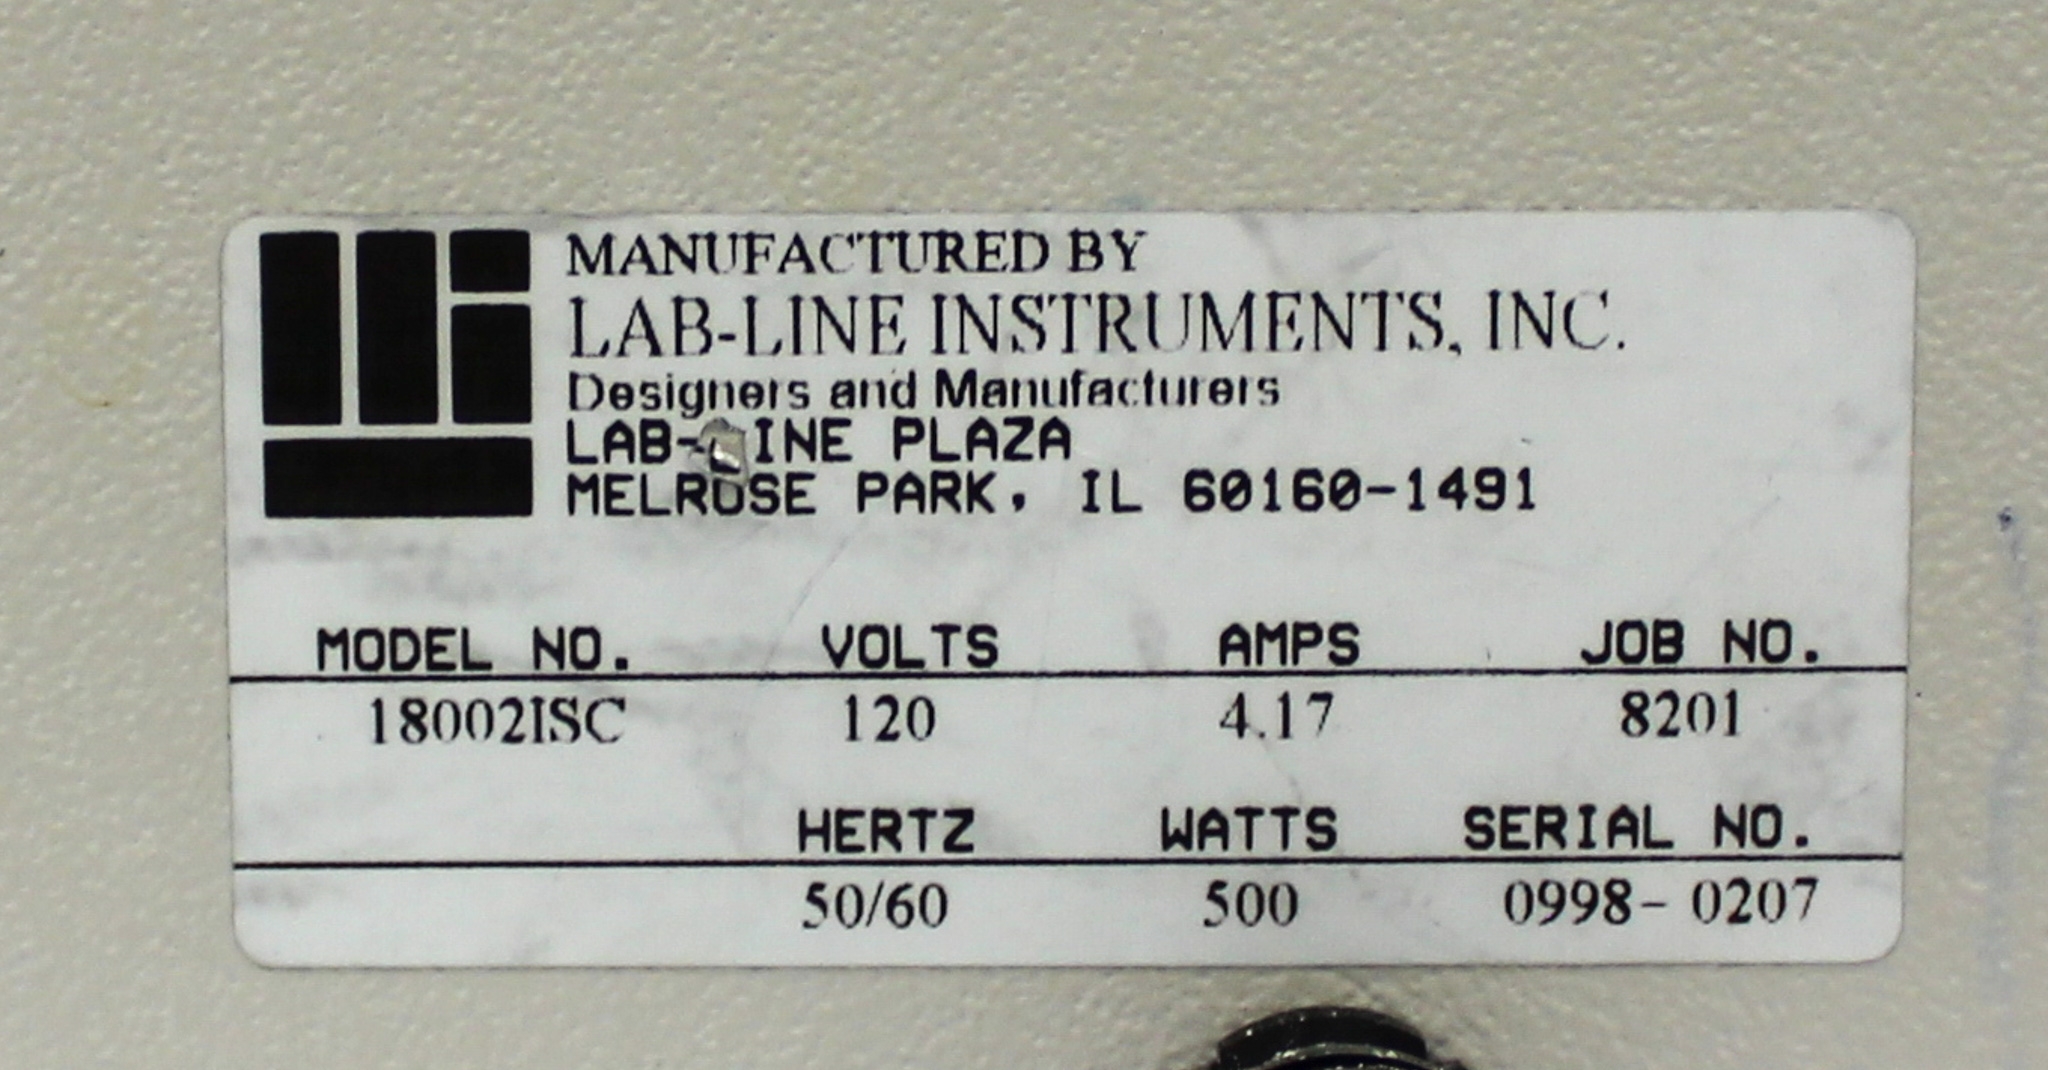 MANUFACTURED BY
LAB-LINE INSTRUMENTS, INC.
Designers and Manufacturers
LAB-LINE PLAZA
MELROSE PARK, IL 60160-1491
MODEL NO. VOLTS AMPS JOB NO.
18002ISC 120 4.17 8201
HERTZ WATTS SERIAL NO.
50/60 500 0998- 0207